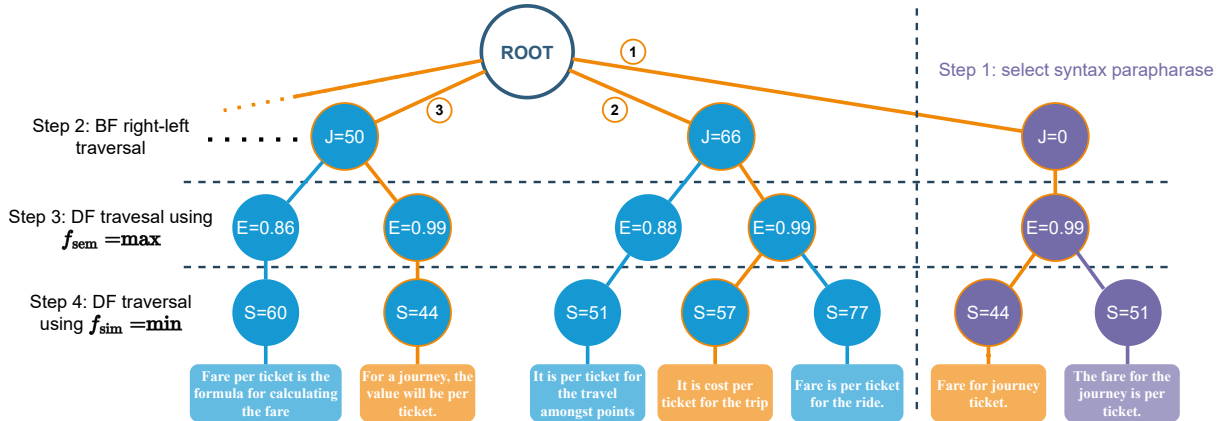 ROOT
1
Step 1: select syntax parapharase
3
2
Step 2: BF right-left
traversal
J=50
J=66
J=0
Step 3: DF travesal using
f_sem =max
E=0.86
E=0.99
E=0.88
E=0.99
E=0.99
Step 4: DF traversal
using f_sim =min
S=60
S=44
S=51
S=57
S=77
S=44
S=51
Fare per ticket is the
formula for calculating
the fare
For a journey, the
value will be per
ticket.
It is per ticket for
the travel
amongst points
It is cost per
ticket for the trip
Fare is per ticket
for the ride.
Fare for journey
ticket.
The fare for the
journey is per
ticket.